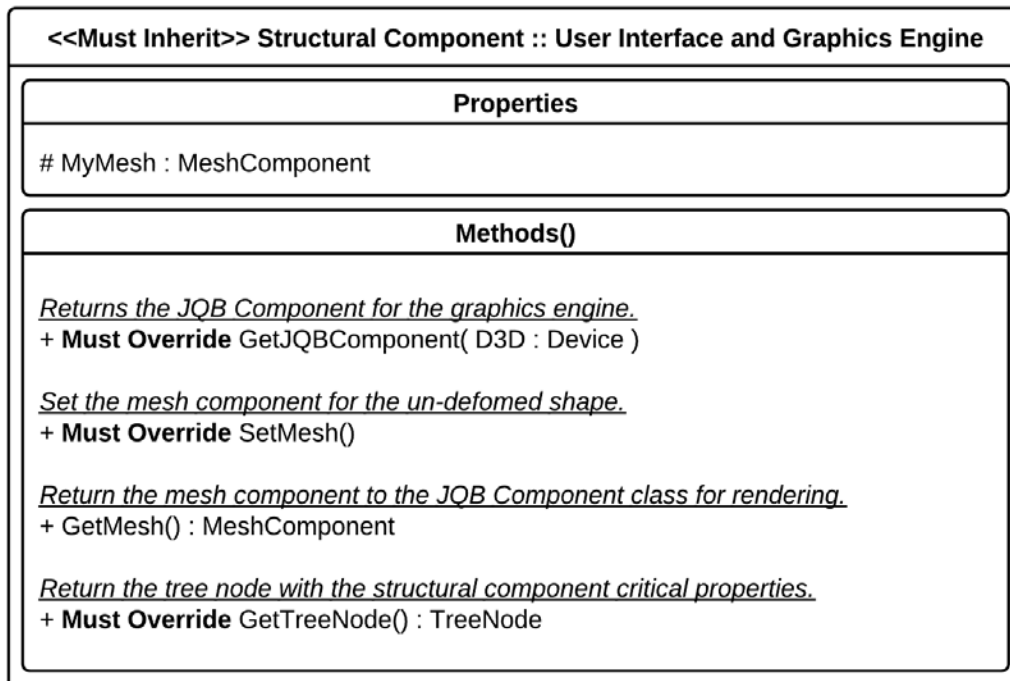 <<Must Inherit>> Structural Component :: User Interface and Graphics Engine
Properties
# MyMesh : MeshComponent
Methods()
Returns the JQB Component for the graphics engine.
+ Must Override GetJQBComponent( D3D : Device )
Set the mesh component for the un-defomed shape.
+ Must Override SetMesh()
Return the mesh component to the JQB Component class for rendering.
+ GetMesh() : MeshComponent
Return the tree node with the structural component critical properties.
+ Must Override GetTreeNode() : TreeNode